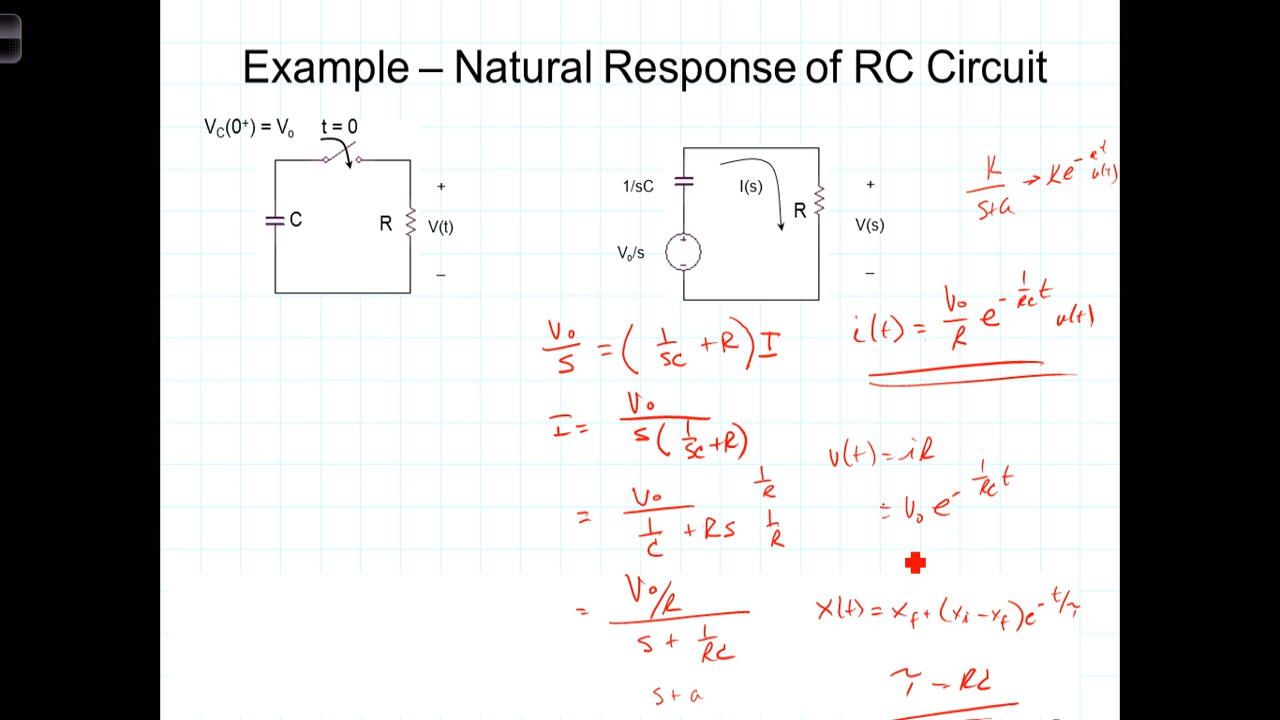 Example – Natural Response of RC Circuit
V_C(0⁺) = V_o   t = 0
C
R
+
V(t)
–
1/sC
V_o/s
+
–
I(s)
R
+
V(s)
–
K/(s+a) → Ke^(-at) u(t)
V_o/s = (1/sC + R) I
I = V_o / (s(1/sC + R))
= V_o / (1/C + Rs)   1/R   1/R
= (V_o/R) / (s + 1/RC)
s + a
i(t) = V_o/R e^(-1/RC t) u(t)
v(t) = iR
= V_o e^(-1/RC t)
x(t) = x_f + (x_i – x_f) e^(-t/τ)
τ = RC